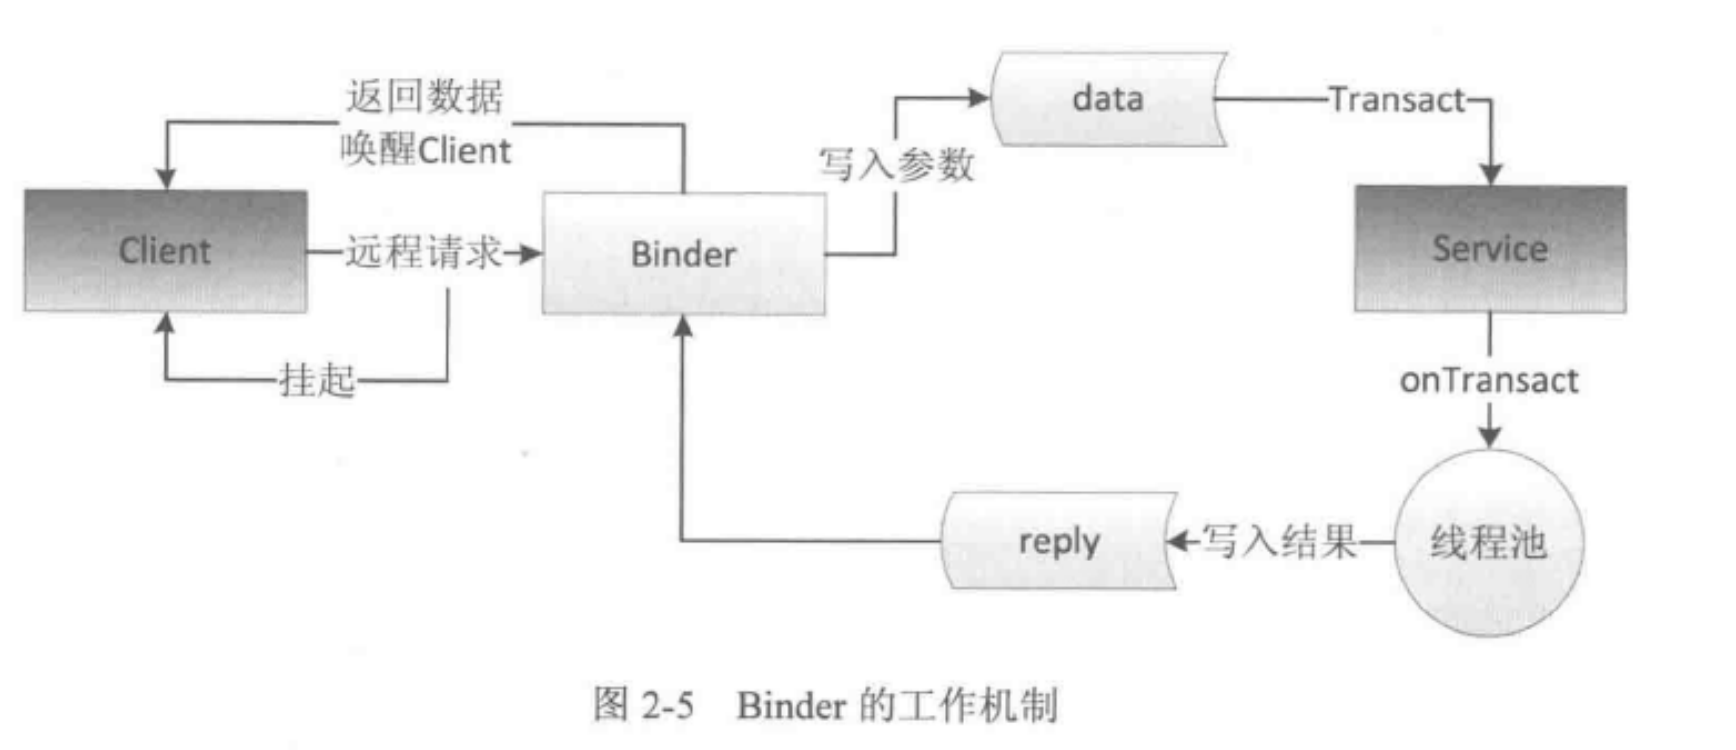 返回数据
唤醒Client
data
Transact
写入参数
Client
远程请求
Binder
Service
挂起
onTransact
reply
写入结果
线程池
图 2-5 Binder 的工作机制